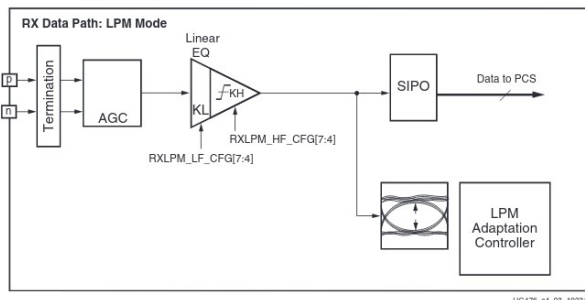 RX Data Path: LPM Mode
Linear
EQ
p
n
Termination
AGC
KL
KH
SIPO
Data to PCS
RXLPM_HF_CFG[7:4]
RXLPM_LF_CFG[7:4]
LPM
Adaptation
Controller